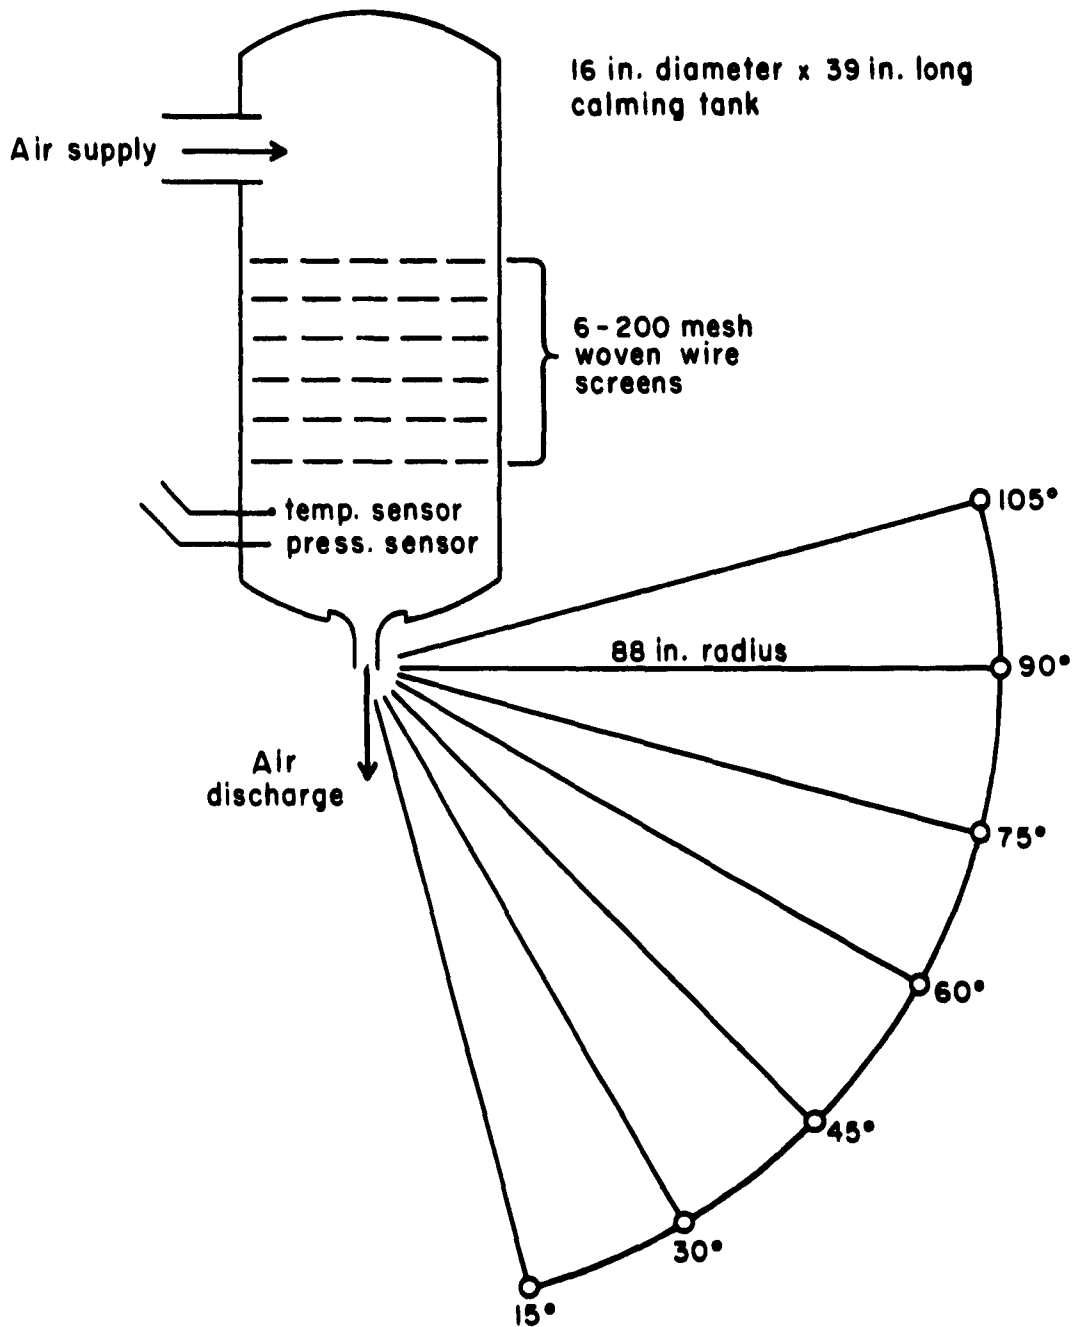 16 in. diameter x 39 in. long
calming tank
Air supply
6-200 mesh
woven wire
screens
temp. sensor
press. sensor
105°
88 in. radius
90°
Air
discharge
75°
60°
45°
30°
15°